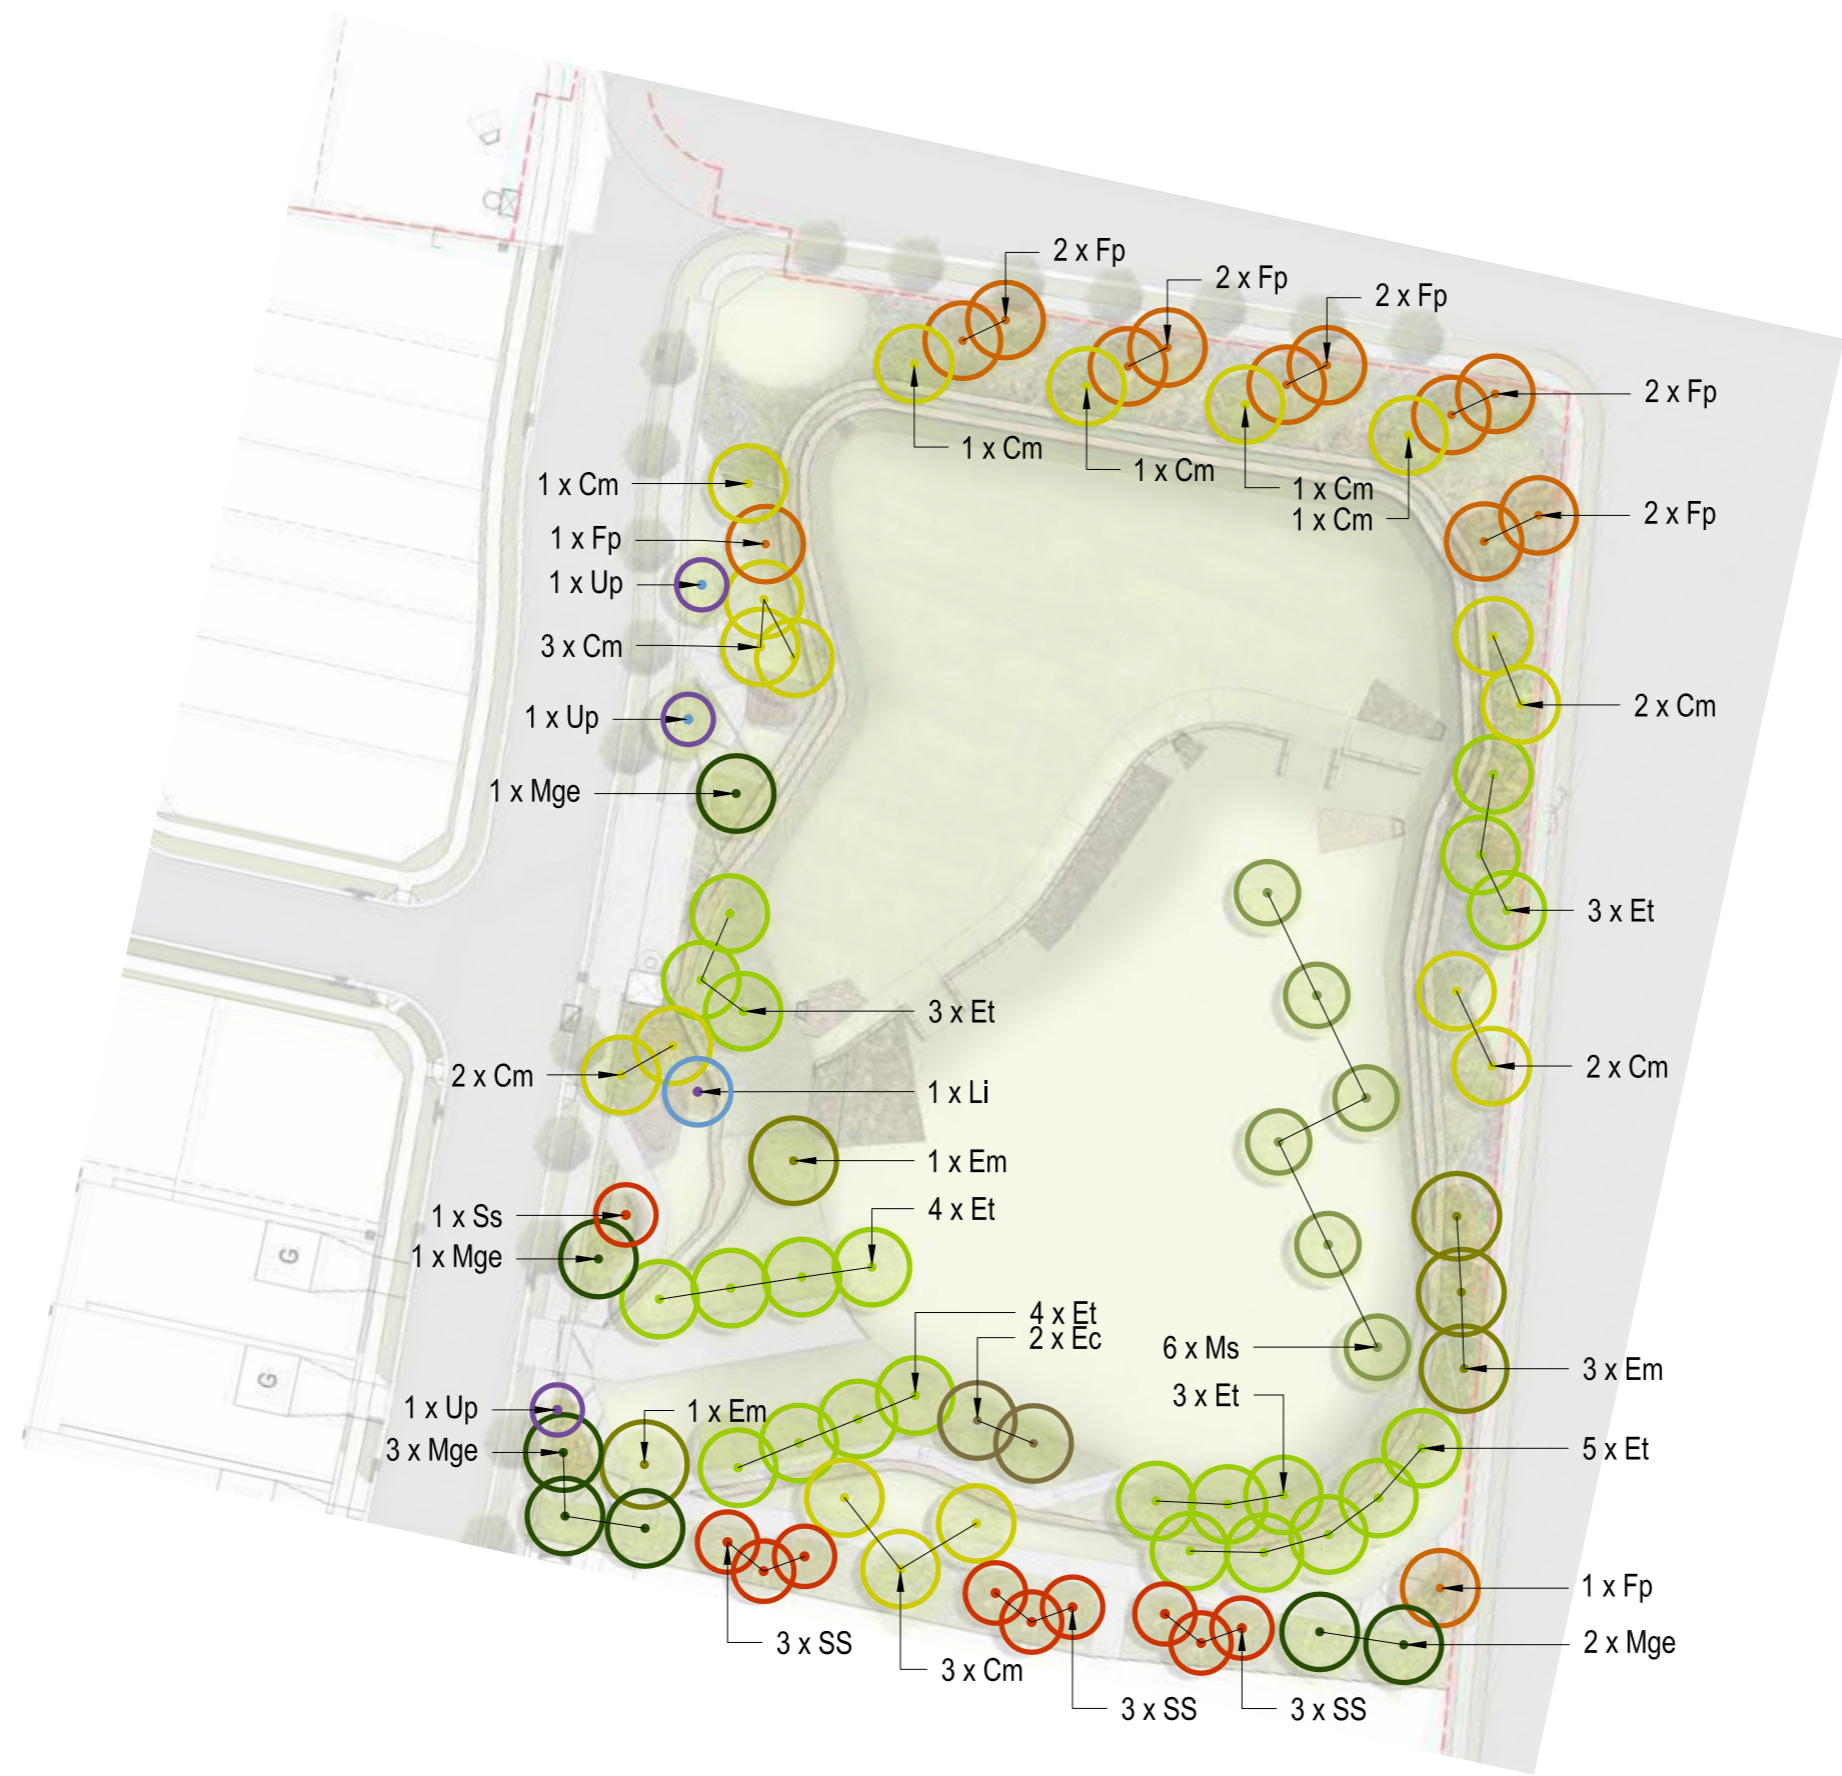 2 x Fp
2 x Fp
2 x Fp
2 x Fp
1 x Cm
1 x Cm
1 x Cm
1 x Cm
1 x Cm
2 x Fp
1 x Fp
1 x Up
3 x Cm
2 x Cm
1 x Up
1 x Mge
3 x Et
3 x Et
2 x Cm
2 x Cm
1 x Li
1 x Em
4 x Et
1 x Ss
1 x Mge
G
4 x Et
2 x Ec
6 x Ms
3 x Em
G
3 x Et
1 x Up
1 x Em
3 x Mge
5 x Et
1 x Fp
3 x SS
2 x Mge
3 x Cm
3 x SS
3 x SS